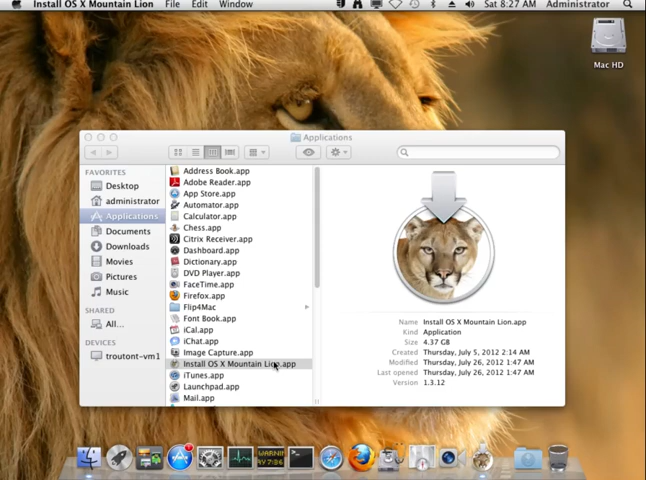 Install OS X Mountain Lion File Edit Window Sat 8:27 AM Administrator
Mac HD
Applications
FAVORITES
Desktop
administrator
Applications
Documents
Downloads
Movies
Pictures
Music
SHARED
All...
DEVICES
troutont-vm1
Address Book.app
Adobe Reader.app
App Store.app
Automator.app
Calculator.app
Chess.app
Citrix Receiver.app
Dashboard.app
Dictionary.app
DVD Player.app
FaceTime.app
Firefox.app
Flip4Mac
Font Book.app
iCal.app
iChat.app
Image Capture.app
Install OS X Mountain Lion.app
iTunes.app
Launchpad.app
Mail.app
Name Install OS X Mountain Lion.app
Kind Application
Size 4.37 GB
Created Thursday, July 5, 2012 2:14 AM
Modified Thursday, July 26, 2012 1:47 AM
Last opened Thursday, July 26, 2012 1:47 AM
Version 1.3.12
WARNIN
AY 7:36